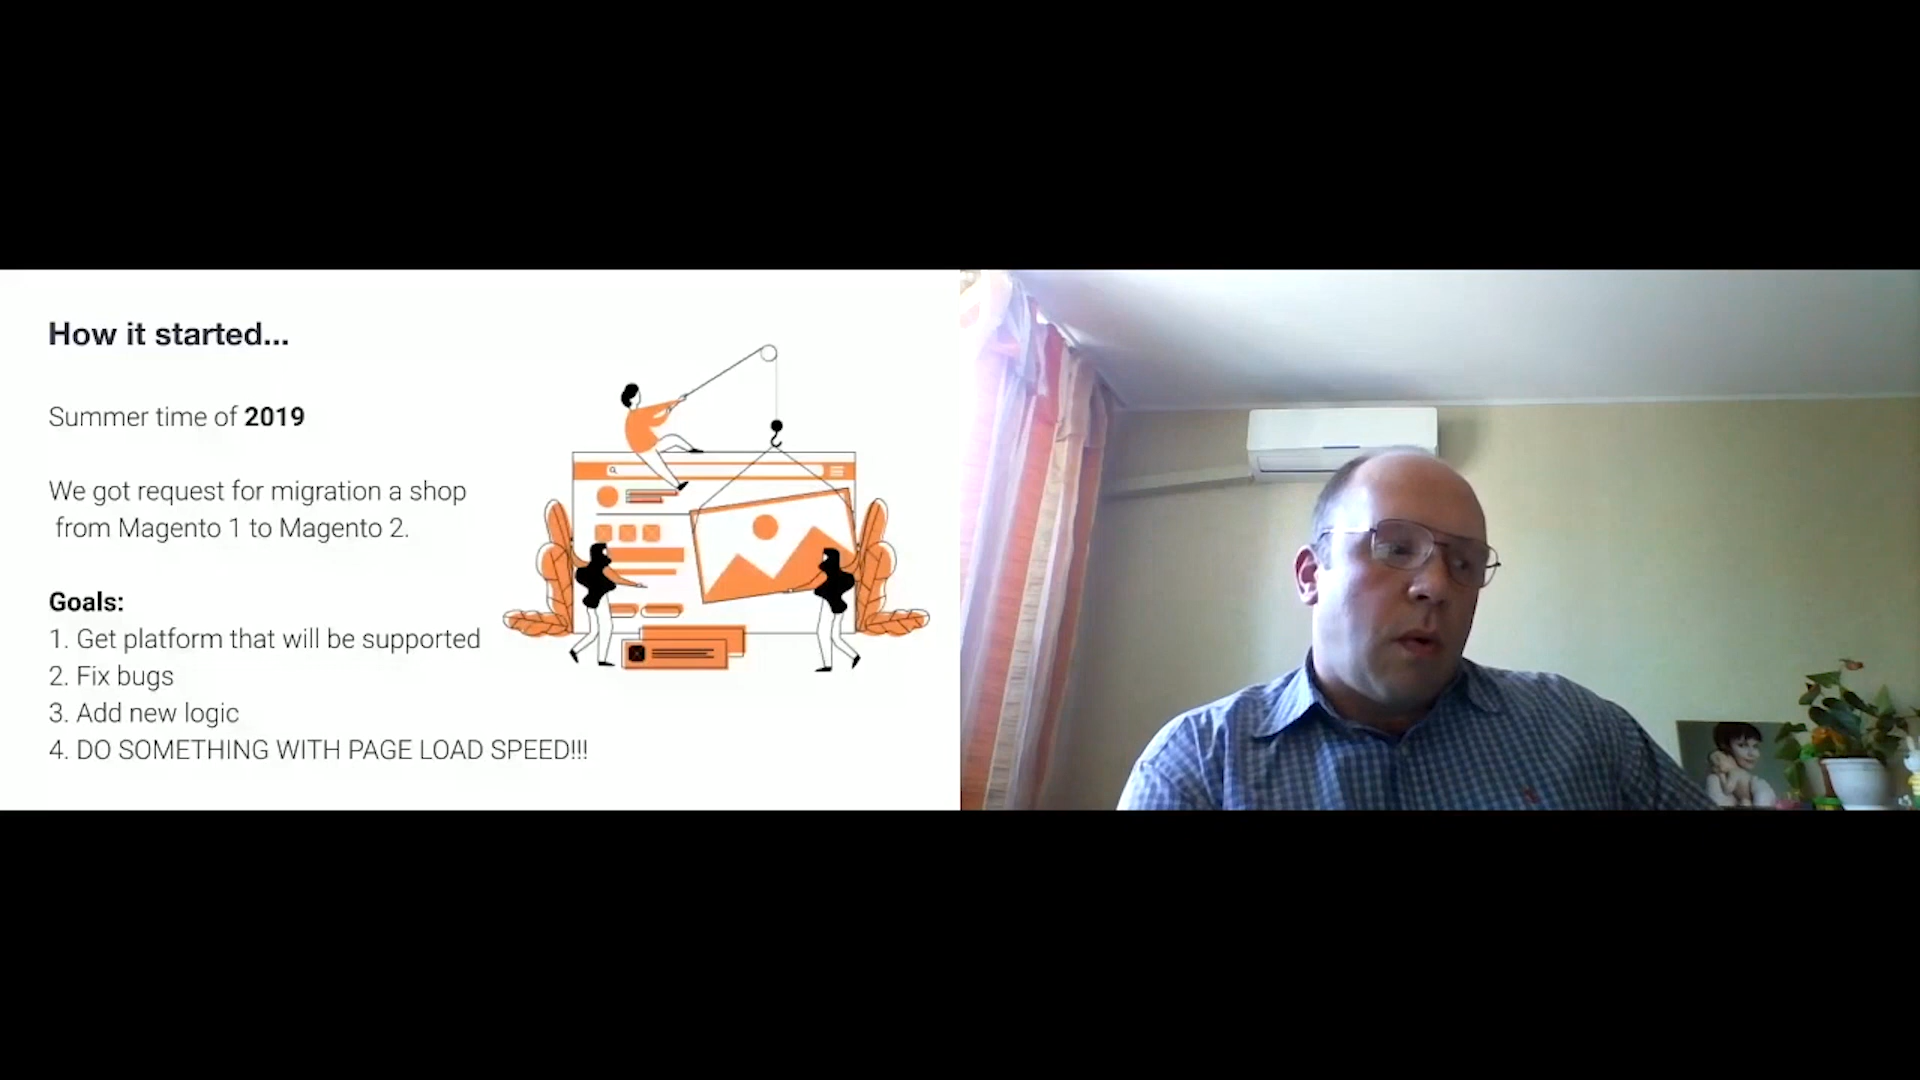 How it started...
Summer time of 2019
We got request for migration a shop
from Magento 1 to Magento 2.
Goals:
1. Get platform that will be supported
2. Fix bugs
3. Add new logic
4. DO SOMETHING WITH PAGE LOAD SPEED!!!